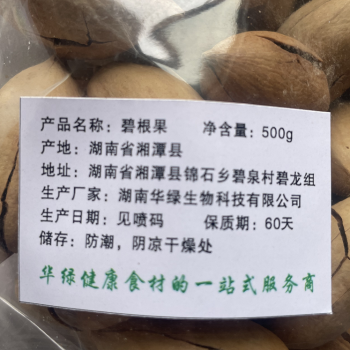 产品名称：碧根果 净含量：500g
产地：湖南省湘潭县
地址：湖南省湘潭县锦石乡碧泉村碧龙组
生产厂家：湖南华绿生物科技有限公司
生产日期：见喷码 保质期：60天
储存：防潮，阴凉干燥处
华绿健康食材的一站式服务商